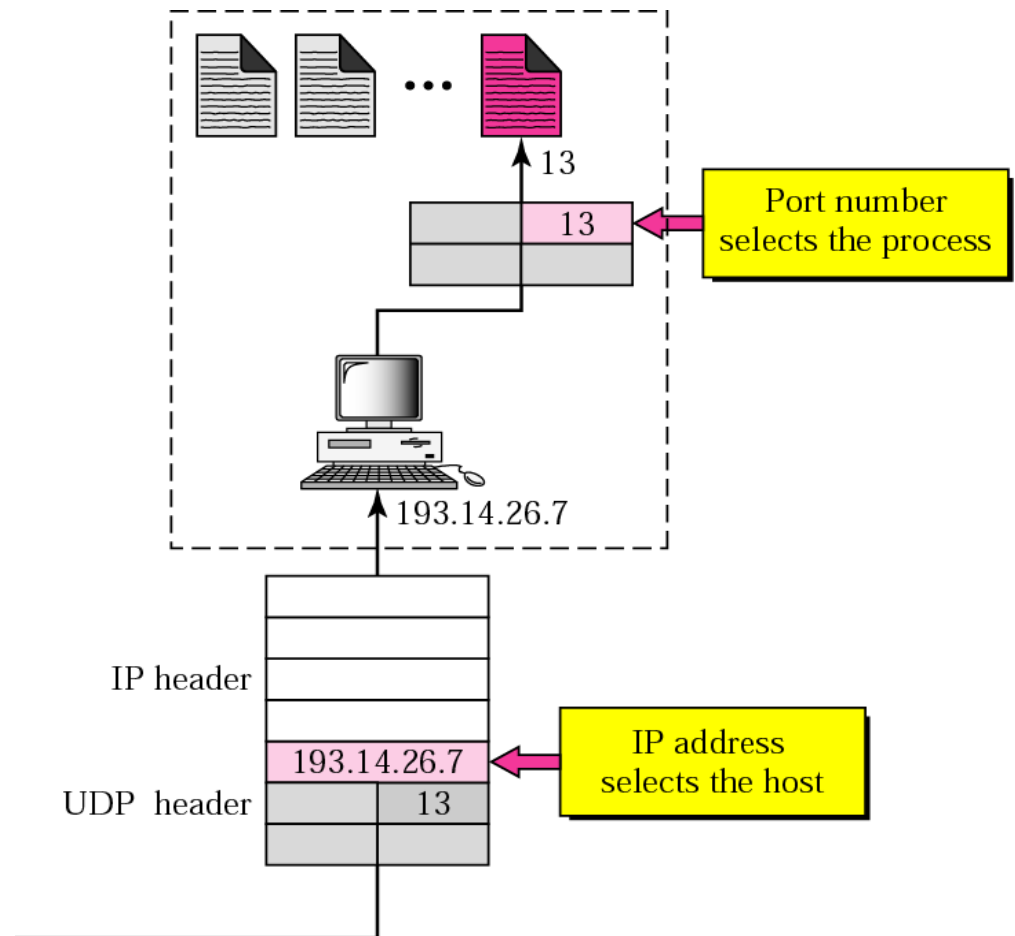 13
13
Port number
selects the process
193.14.26.7
IP header
193.14.26.7
IP address
selects the host
UDP header
13